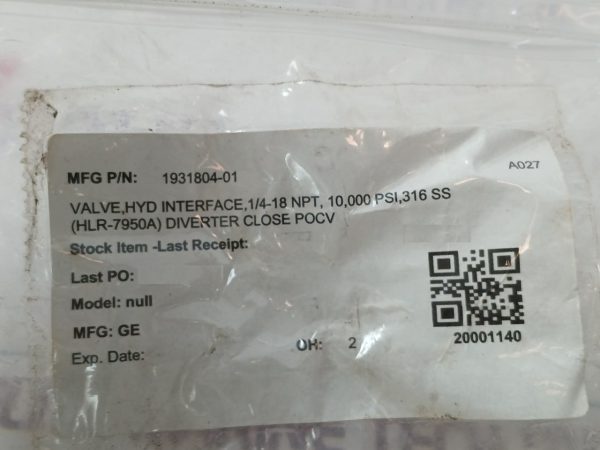 MFG P/N: 1931804-01
A027
VALVE,HYD INTERFACE,1/4-18 NPT, 10,000 PSI,316 SS
(HLR-7950A) DIVERTER CLOSE POCV
Stock Item -Last Receipt:
Last PO:
Model: null
MFG: GE
Exp. Date:
OH: 2
20001140